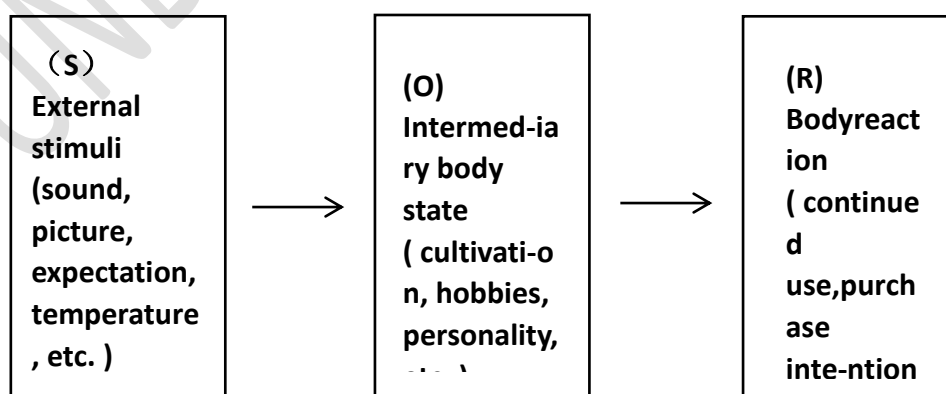 （S）
External
stimuli
(sound,
picture,
expectation,
temperature
, etc. )
(O)
Intermed-ia
ry body
state
( cultivati-o
n, hobbies,
personality,
(R)
Bodyreact
ion
( continue
d
use,purch
ase
inte-ntion